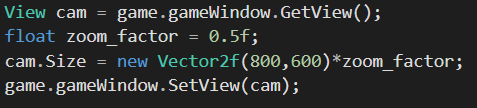 View cam = game.gameWindow.GetView();
float zoom_factor = 0.5f;
cam.Size = new Vector2f(800,600)*zoom_factor;
game.gameWindow.SetView(cam);